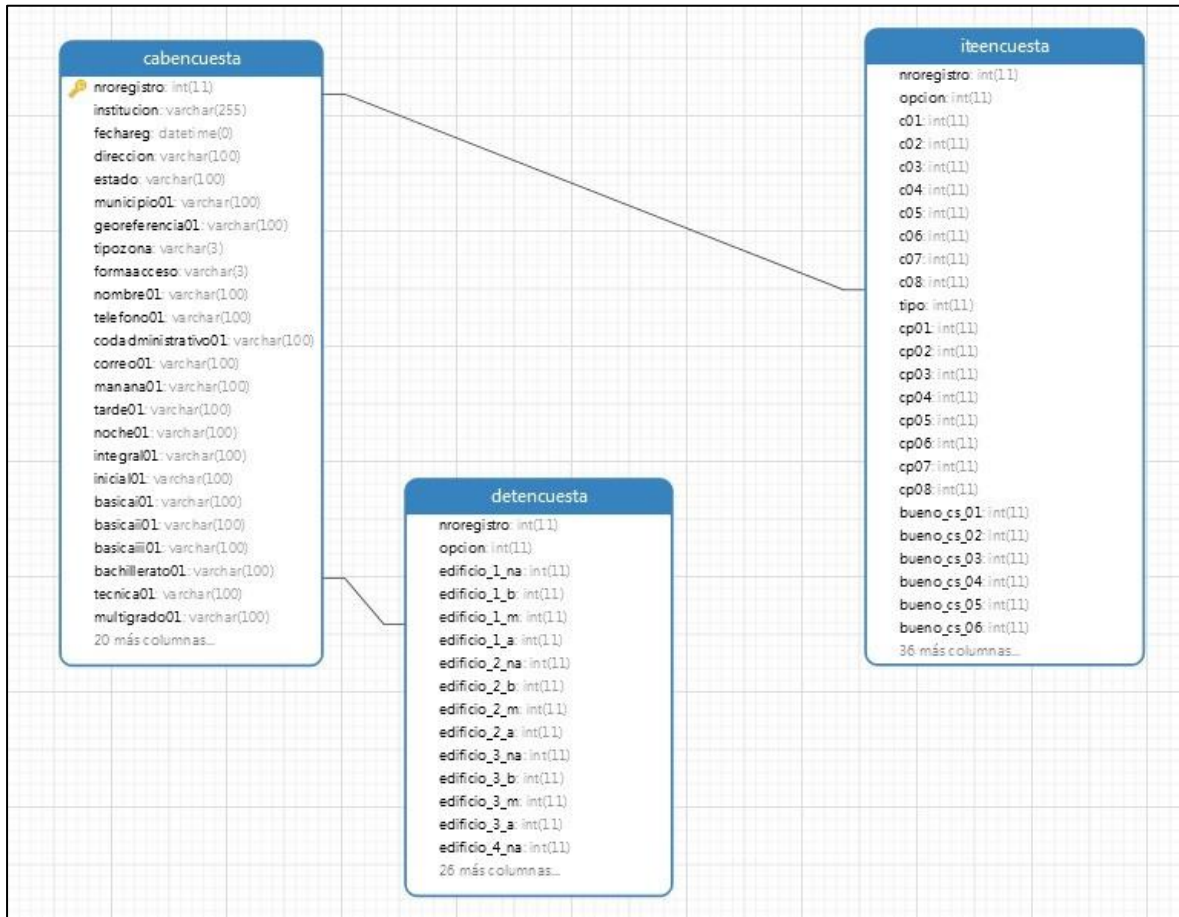 cabencuesta
nroregistro: int(11)
institucion: varchar(255)
fechareg: datetime(0)
direccion: varchar(100)
estado: varchar(100)
municipio01: varchar(100)
georeferencia01: varchar(100)
tipozona: varchar(3)
formaacceso: varchar(3)
nombre01: varchar(100)
telefono01: varchar(100)
codadministrativo01: varchar(100)
correo01: varchar(100)
manana01: varchar(100)
tarde01: varchar(100)
noche01: varchar(100)
integral01: varchar(100)
inicial01: varchar(100)
basicai01: varchar(100)
basicaii01: varchar(100)
basicaiii01: varchar(100)
bachillerato01: varchar(100)
tecnica01: varchar(100)
multigrado01: varchar(100)
20 más columnas...
detencuesta
nroregistro: int(11)
opcion: int(11)
edificio_1_na: int(11)
edificio_1_b: int(11)
edificio_1_m: int(11)
edificio_1_a: int(11)
edificio_2_na: int(11)
edificio_2_b: int(11)
edificio_2_m: int(11)
edificio_2_a: int(11)
edificio_3_na: int(11)
edificio_3_b: int(11)
edificio_3_m: int(11)
edificio_3_a: int(11)
edificio_4_na: int(11)
26 más columnas...
iteencuesta
nroregistro: int(11)
opcion: int(11)
c01: int(11)
c02: int(11)
c03: int(11)
c04: int(11)
c05: int(11)
c06: int(11)
c07: int(11)
c08: int(11)
tipo: int(11)
cp01: int(11)
cp02: int(11)
cp03: int(11)
cp04: int(11)
cp05: int(11)
cp06: int(11)
cp07: int(11)
cp08: int(11)
bueno_cs_01: int(11)
bueno_cs_02: int(11)
bueno_cs_03: int(11)
bueno_cs_04: int(11)
bueno_cs_05: int(11)
bueno_cs_06: int(11)
36 más columnas...